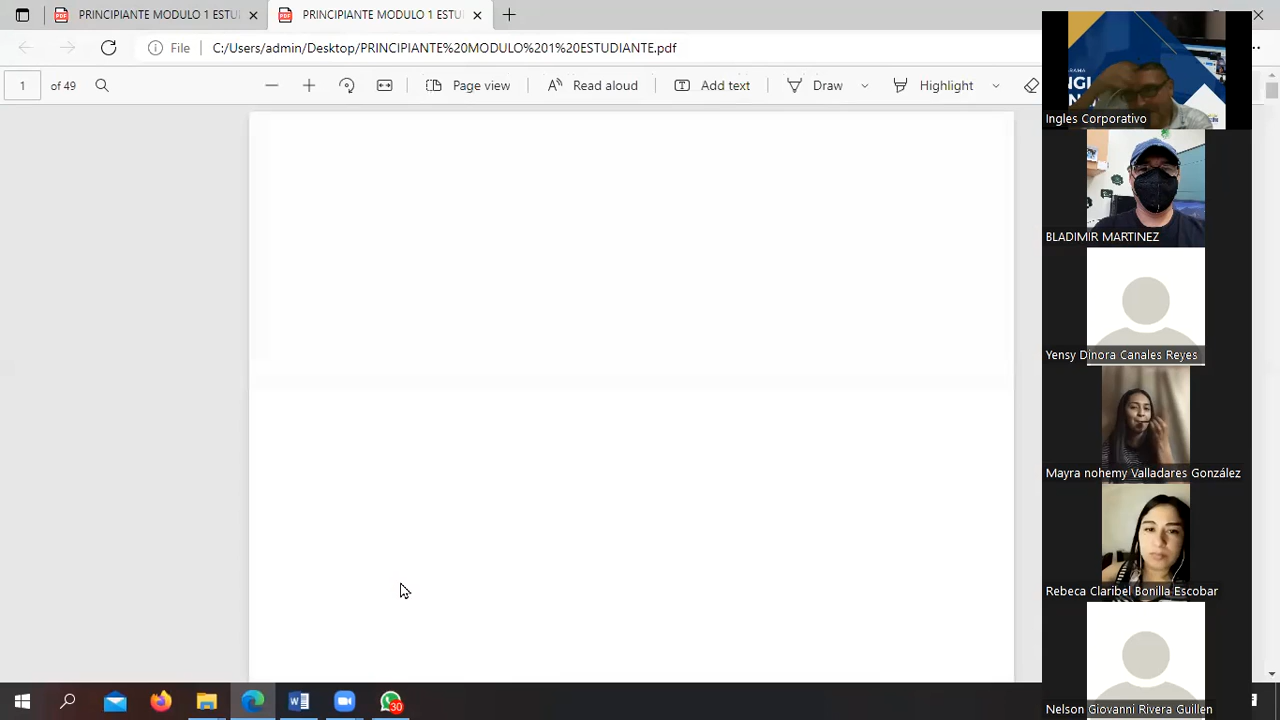 PRINCIPIANTE MODULO 1 ESTUD
PRINCIPIANTE MODULO 1 ESTU
File
C:/Users/admin/Desktop/PRINCIPIANTE%20MODULO%201%20ESTUDIANTE.pdf
1 of 49
Page view
Read aloud
Add text
Draw
Highlight
Ingles Corporativo
BLADIMIR MARTINEZ
Yensy Dinora Canales Reyes
Mayra nohemy Valladares González
Rebeca Claribel Bonilla Escobar
Nelson Giovanni Rivera Guillen
30